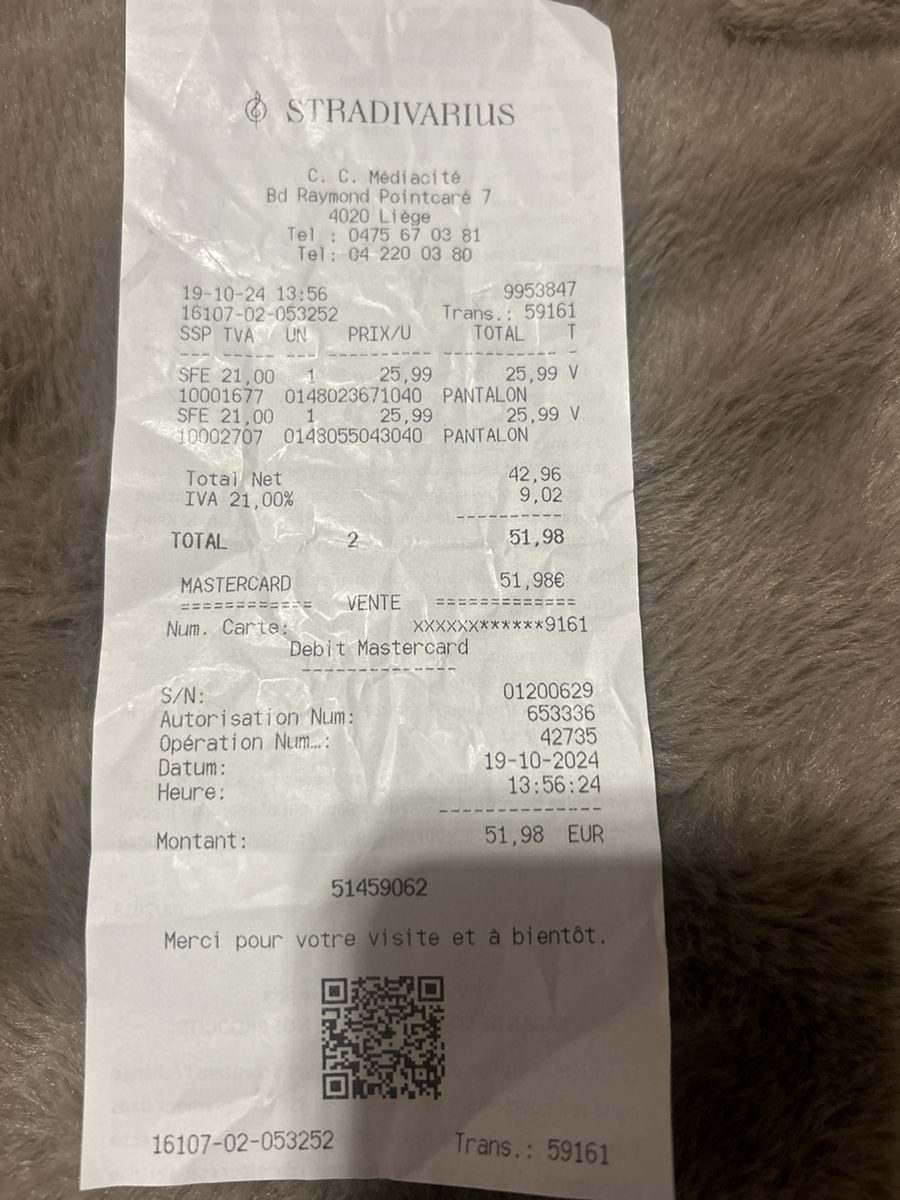 STRADIVARIUS
C. C. Médiacité
Bd Raymond Pointcaré 7
4020 Liége
Tel : 0475 67 03 81
Tel: 04 220 03 80
19-10-24 13:56 9953847
16107-02-053252 Trans.: 59161
SSP TVA UN PRIX/U TOTAL T
--- ----- --- ---------- ----------- -
SFE 21,00 1 25,99 25,99 V
10001677 0148023671040 PANTALON
SFE 21,00 1 25,99 25,99 V
10002707 0148055043040 PANTALON
Total Net 42,96
IVA 21,00% 9,02
----------
TOTAL 2 51,98
MASTERCARD 51,98€
============ VENTE =============
Num. Carte: xxxxxx******9161
Debit Mastercard
--------------
S/N: 01200629
Autorisation Num: 653336
Opération Num…: 42735
Datum: 19-10-2024
Heure: 13:56:24
--------------
Montant: 51,98 EUR
51459062
Merci pour votre visite et à bientôt.
16107-02-053252 Trans.: 59161